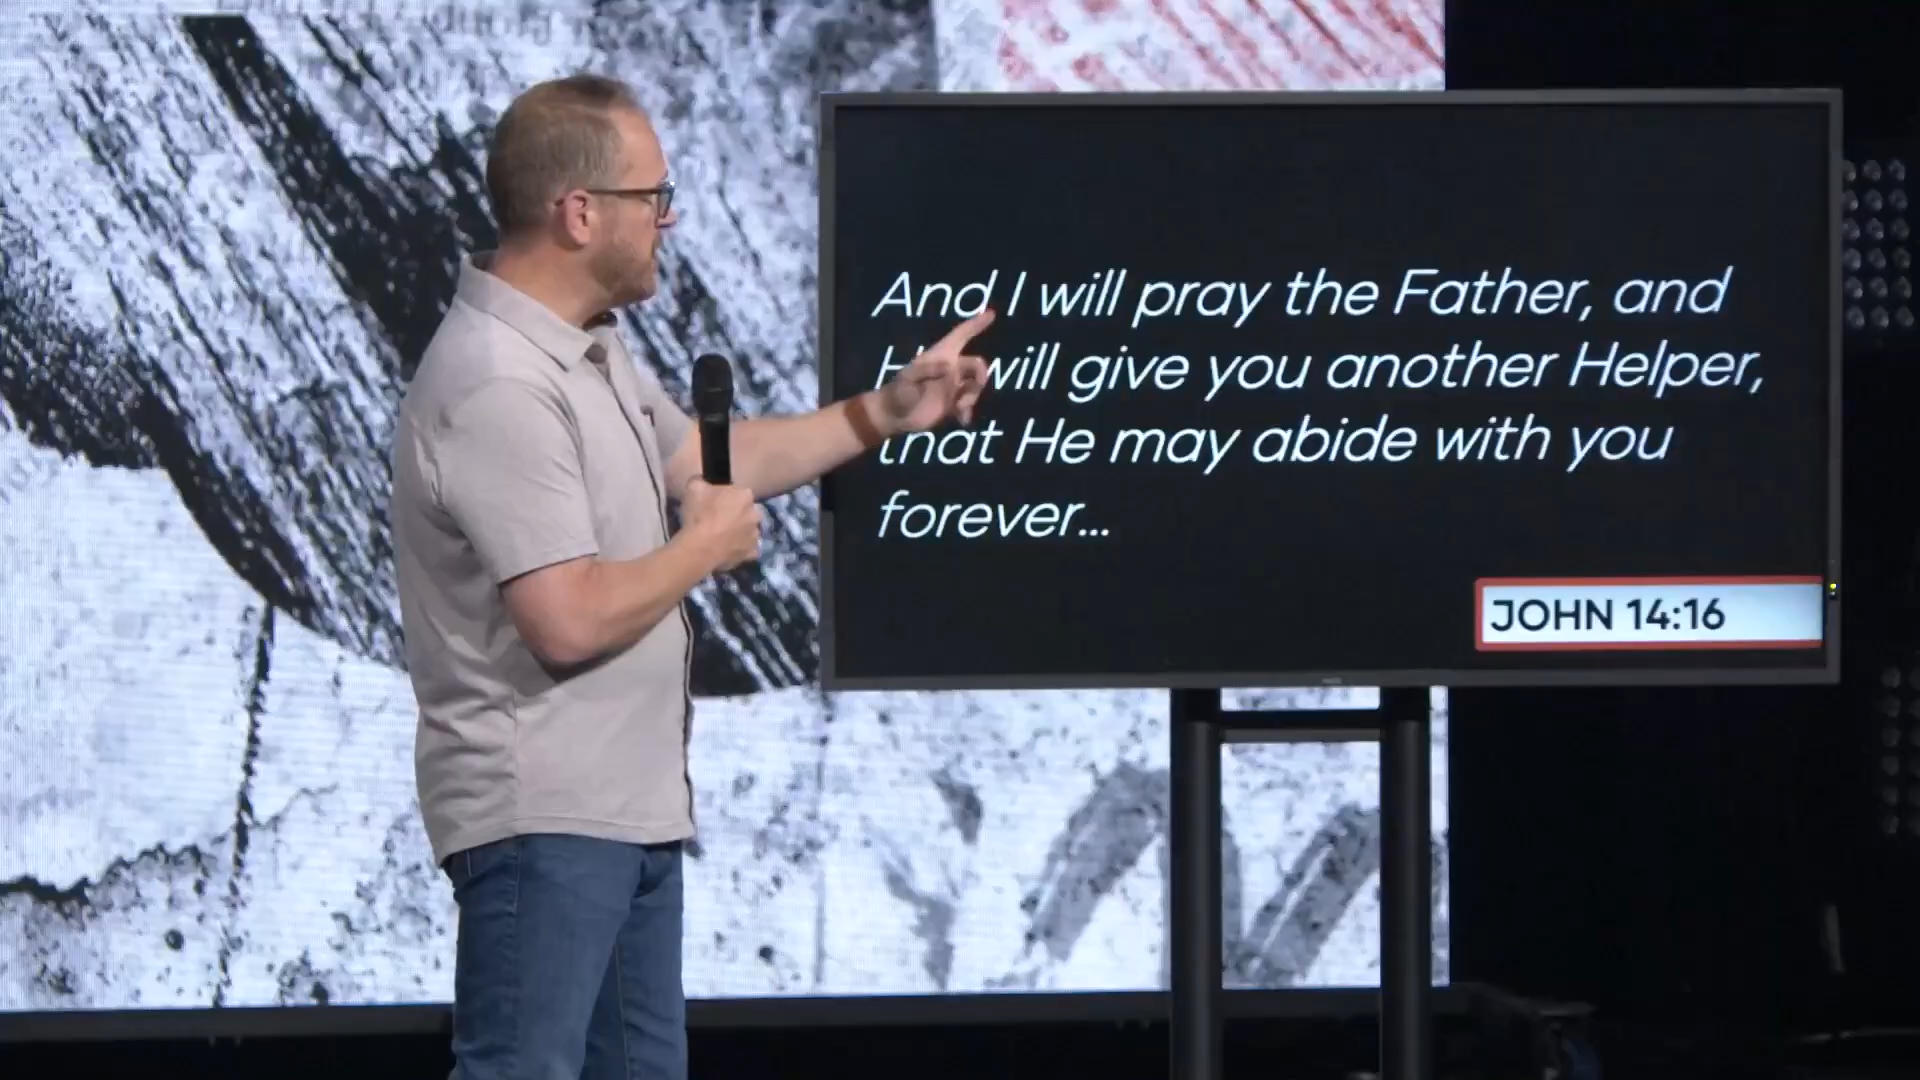 And I will pray the Father, and
He will give you another Helper,
that He may abide with you
forever...
JOHN 14:16